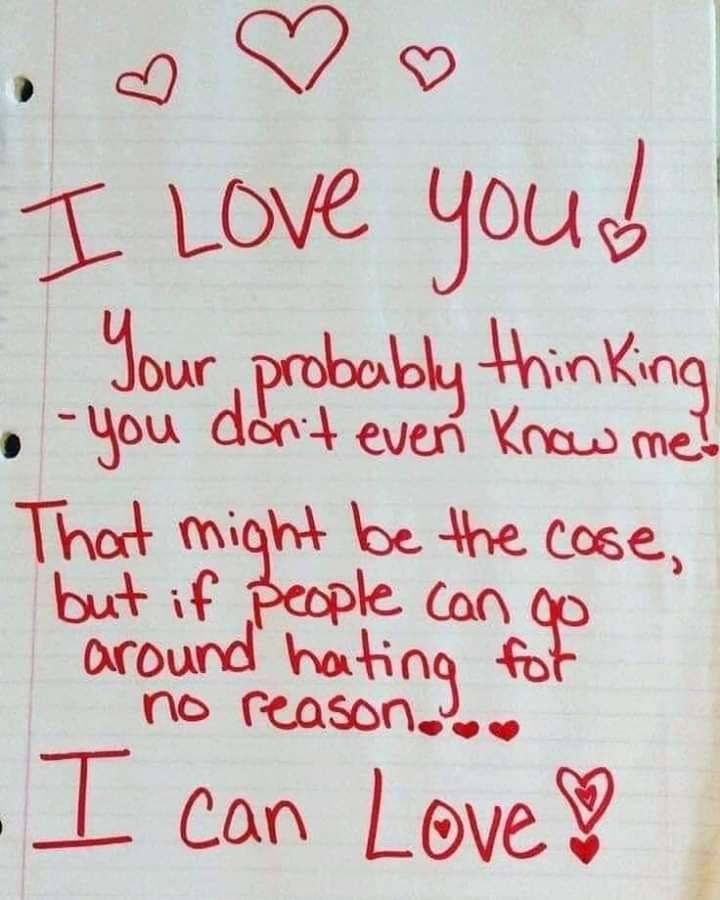 I Love you!
Your probably thinking
-you don't even know me!
That might be the case,
but if people can go
around hating for
no reason...
I can Love!